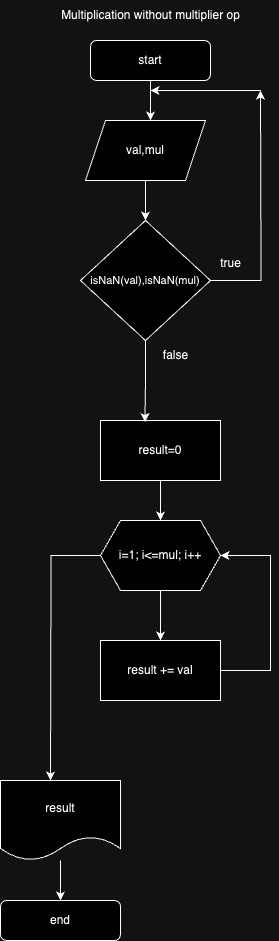 Multiplication without multiplier op
start
val,mul
isNaN(val),isNaN(mul)
true
false
result=0
i=1; i<=mul; i++
result += val
result
end